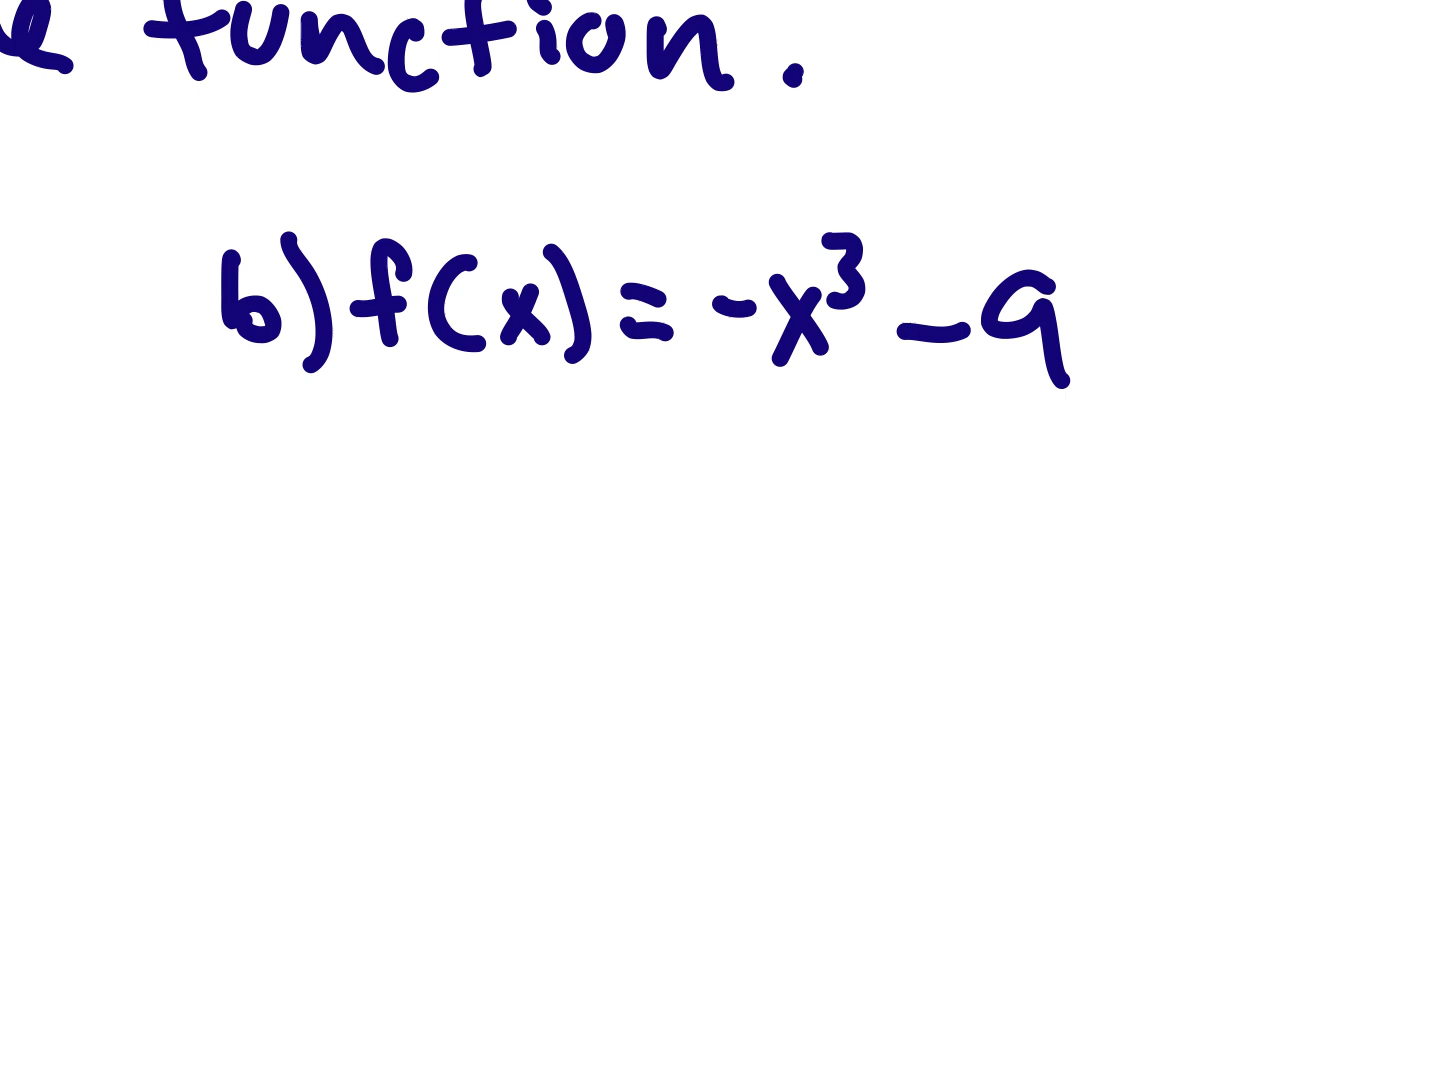 function.
b) f(x) = -x³ - 9